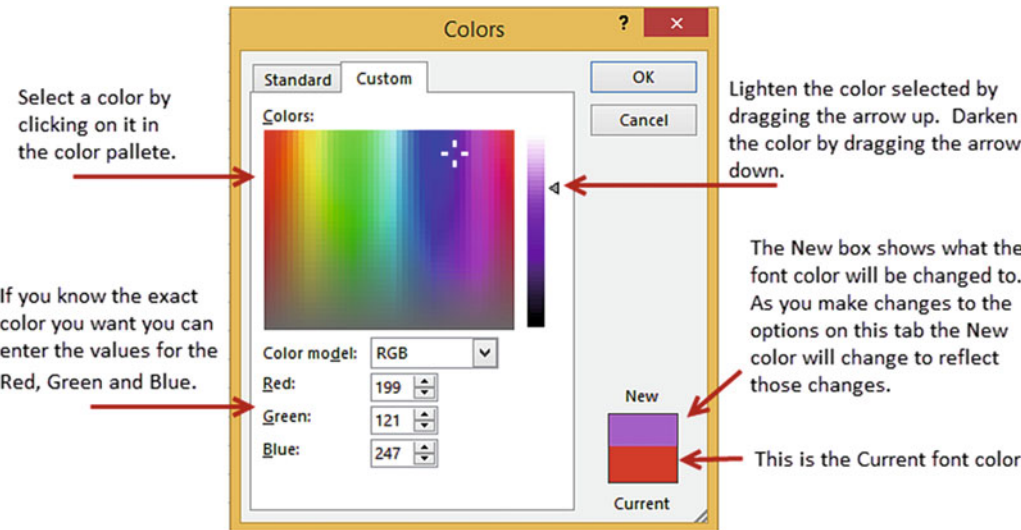 Colors
?
×
Standard
Custom
OK
Cancel
Select a color by
clicking on it in
the color pallete.
Colors:
Lighten the color selected by
dragging the arrow up. Darken
the color by dragging the arrow
down.
If you know the exact
color you want you can
enter the values for the
Red, Green and Blue.
Color model: RGB
Red: 199
Green: 121
Blue: 247
The New box shows what the
font color will be changed to.
As you make changes to the
options on this tab the New
color will change to reflect
those changes.
New
This is the Current font color
Current